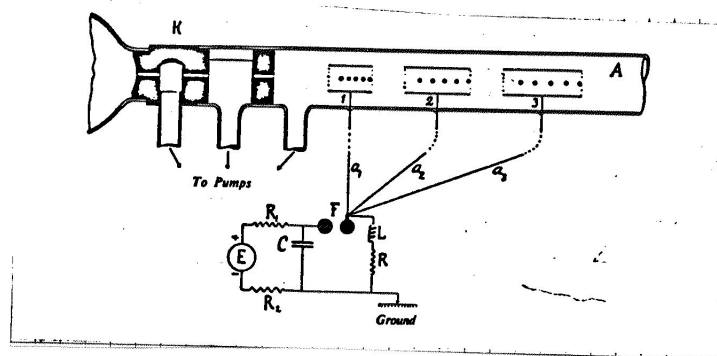 K
A
1
2
3
To Pumps
a₁
a₂
a₃
R₁
F
C
L
E
+
−
R
R₂
Ground